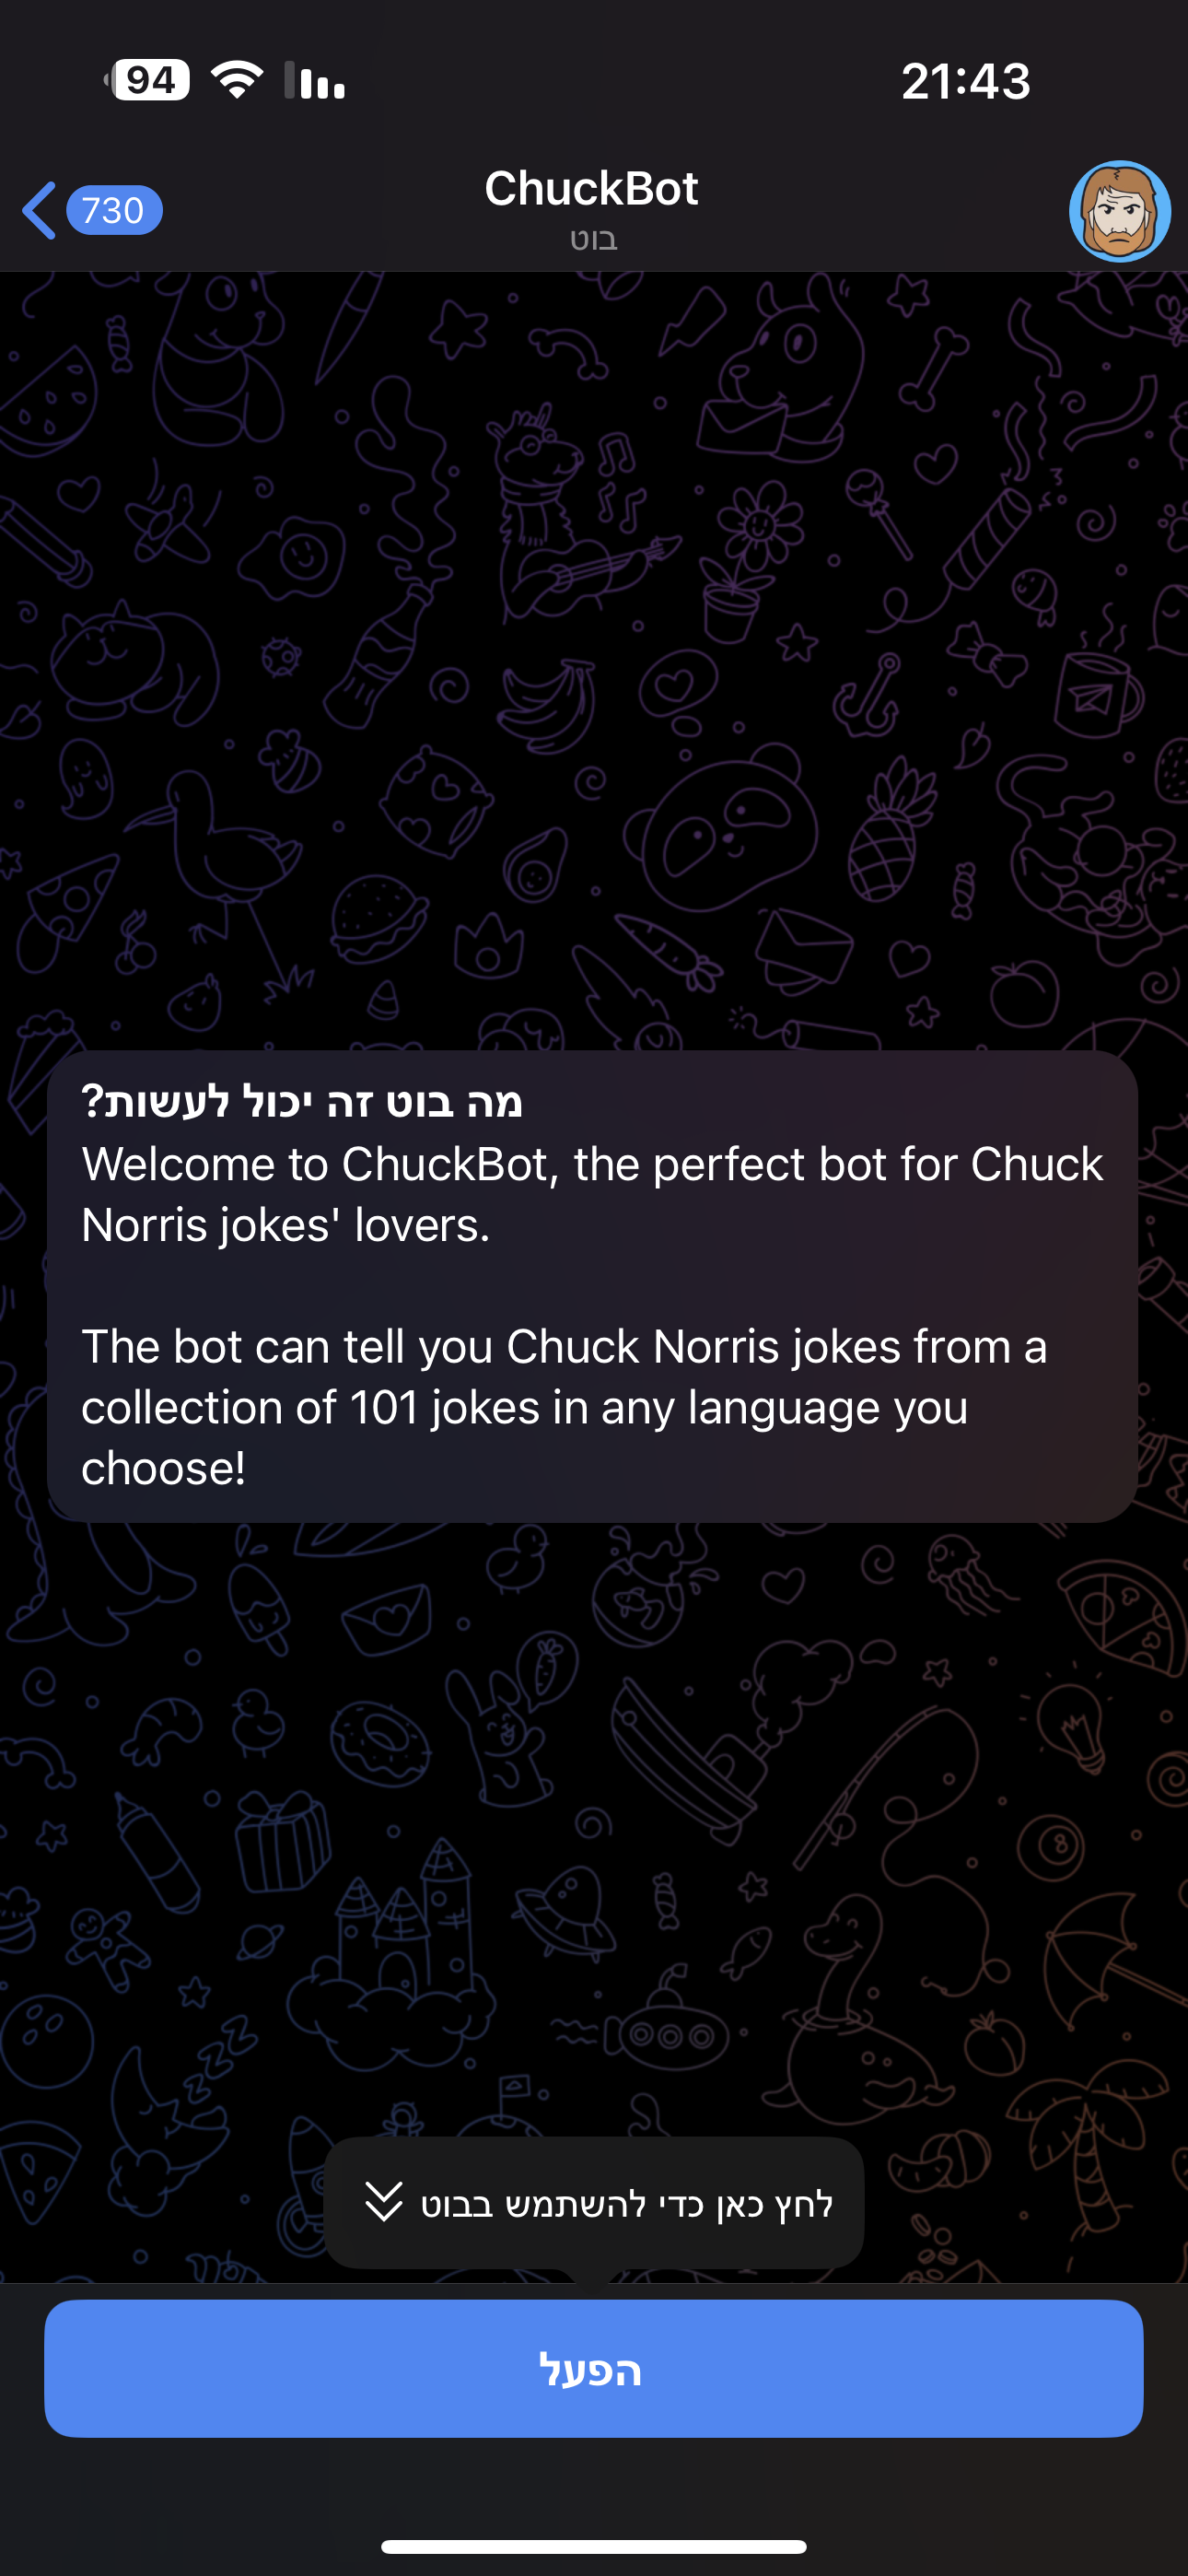 94
21:43
730
ChuckBot
בוט
מה בוט זה יכול לעשות?
Welcome to ChuckBot, the perfect bot for Chuck
Norris jokes' lovers.
The bot can tell you Chuck Norris jokes from a
collection of 101 jokes in any language you
choose!
לחץ כאן כדי להשתמש בבוט
הפעל